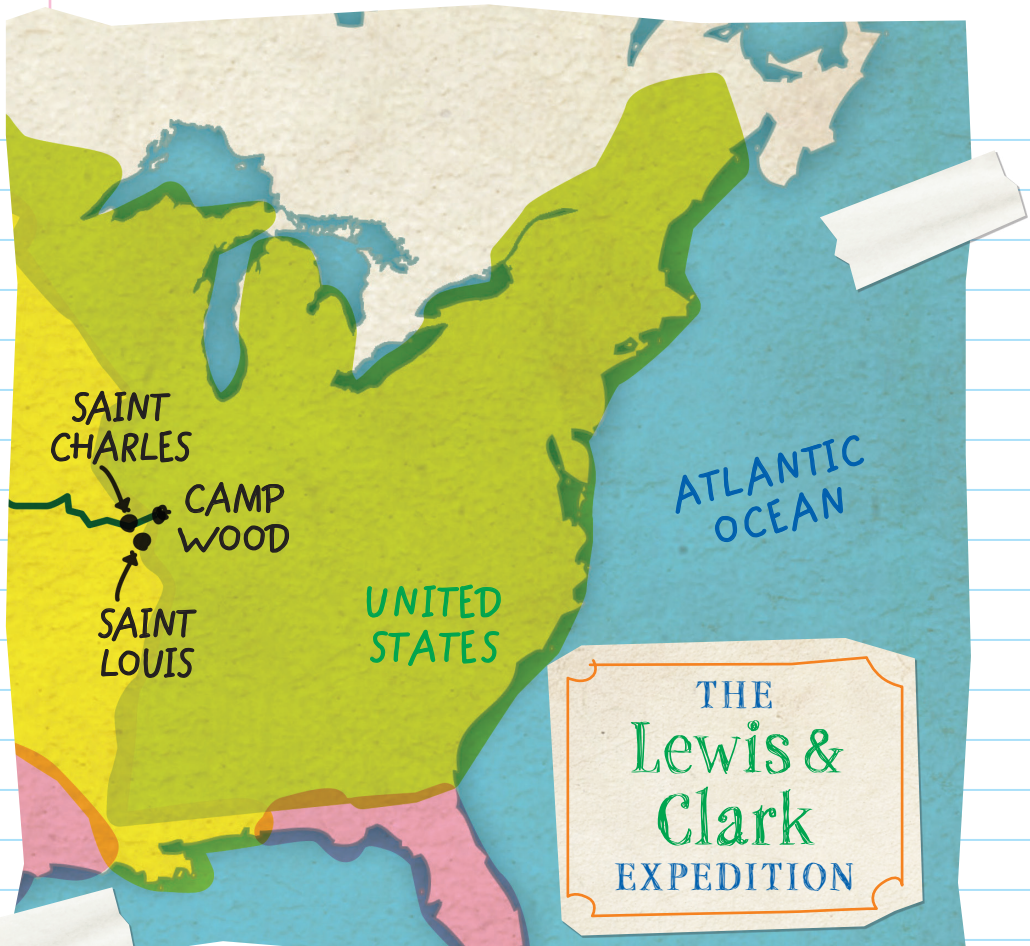 SAINT
CHARLES
CAMP
WOOD
SAINT
LOUIS
UNITED
STATES
ATLANTIC
OCEAN
THE
Lewis &
Clark
EXPEDITION